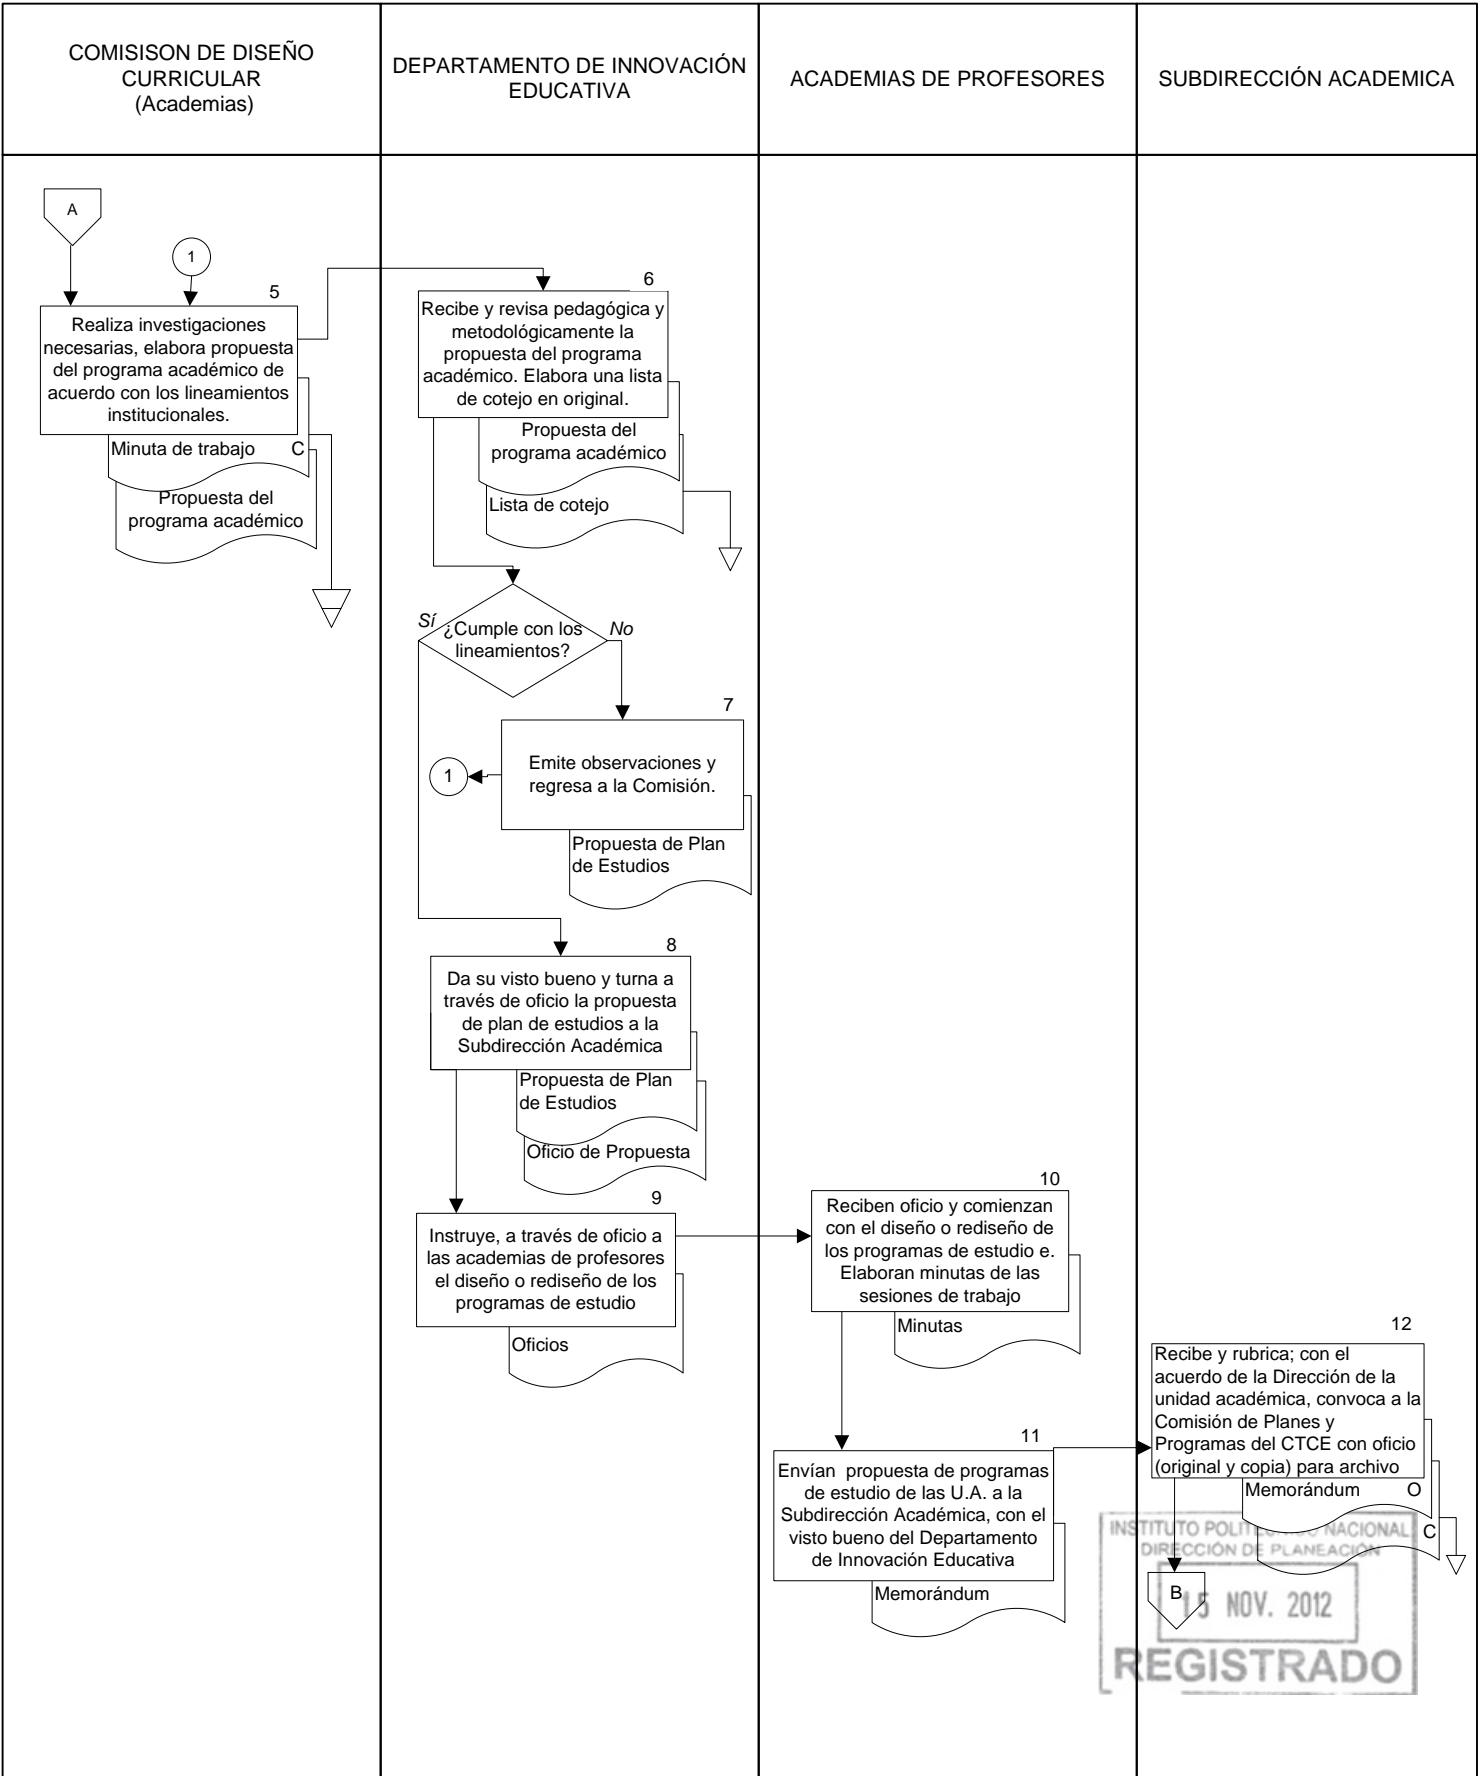 COMISISON DE DISEÑO
CURRICULAR
(Academias)
DEPARTAMENTO DE INNOVACIÓN
EDUCATIVA
ACADEMIAS DE PROFESORES
SUBDIRECCIÓN ACADEMICA
A
1
5
Realiza investigaciones
necesarias, elabora propuesta
del programa académico de
acuerdo con los lineamientos
institucionales.
Minuta de trabajo C
Propuesta del
programa académico
6
Recibe y revisa pedagógica y
metodológicamente la
propuesta del programa
académico. Elabora una lista
de cotejo en original.
Propuesta del
programa académico
Lista de cotejo
Sí
¿Cumple con los
lineamientos?
No
7
Emite observaciones y
regresa a la Comisión.
1
Propuesta de Plan
de Estudios
8
Da su visto bueno y turna a
través de oficio la propuesta
de plan de estudios a la
Subdirección Académica
Propuesta de Plan
de Estudios
Oficio de Propuesta
9
Instruye, a través de oficio a
las academias de profesores
el diseño o rediseño de los
programas de estudio
Oficios
10
Reciben oficio y comienzan
con el diseño o rediseño de
los programas de estudio e.
Elaboran minutas de las
sesiones de trabajo
Minutas
11
Envían propuesta de programas
de estudio de las U.A. a la
Subdirección Académica, con el
visto bueno del Departamento
de Innovación Educativa
Memorándum
12
Recibe y rubrica; con el
acuerdo de la Dirección de la
unidad académica, convoca a la
Comisión de Planes y
Programas del CTCE con oficio
(original y copia) para archivo
Memorándum O
C
B
INSTITUTO POLITECNICO NACIONAL
DIRECCIÓN DE PLANEACIÓN
15 NOV. 2012
REGISTRADO